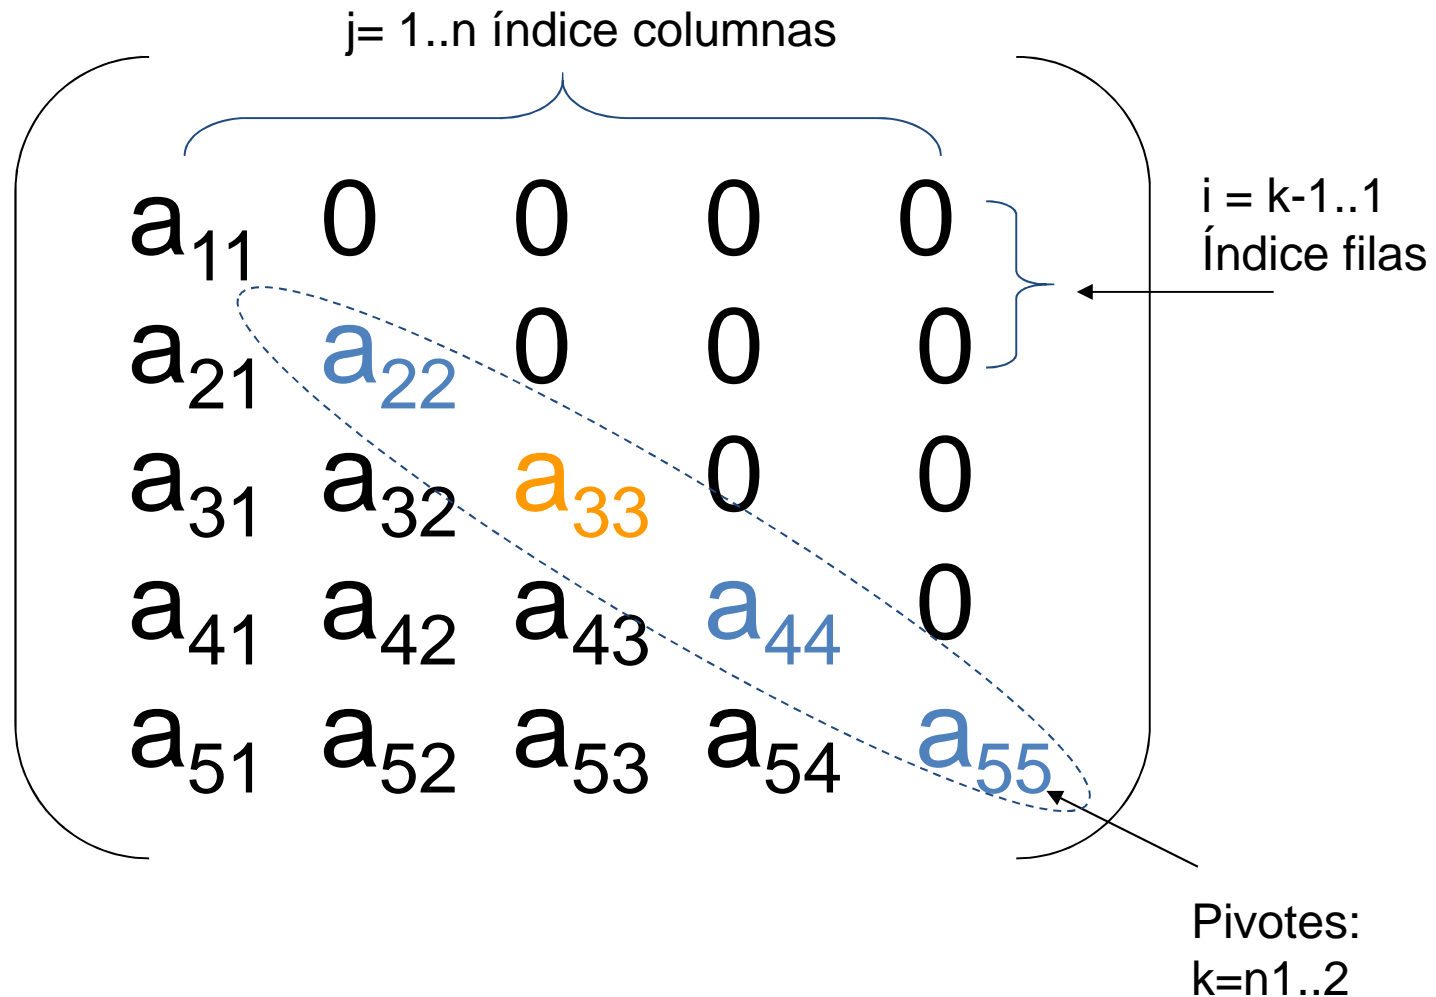 j= 1..n índice columnas
a11 0 0 0 0
i = k-1..1
Índice filas
a21 a22 0 0 0
a31 a32 a33 0 0
a41 a42 a43 a44 0
a51 a52 a53 a54 a55
Pivotes:
k=n1..2